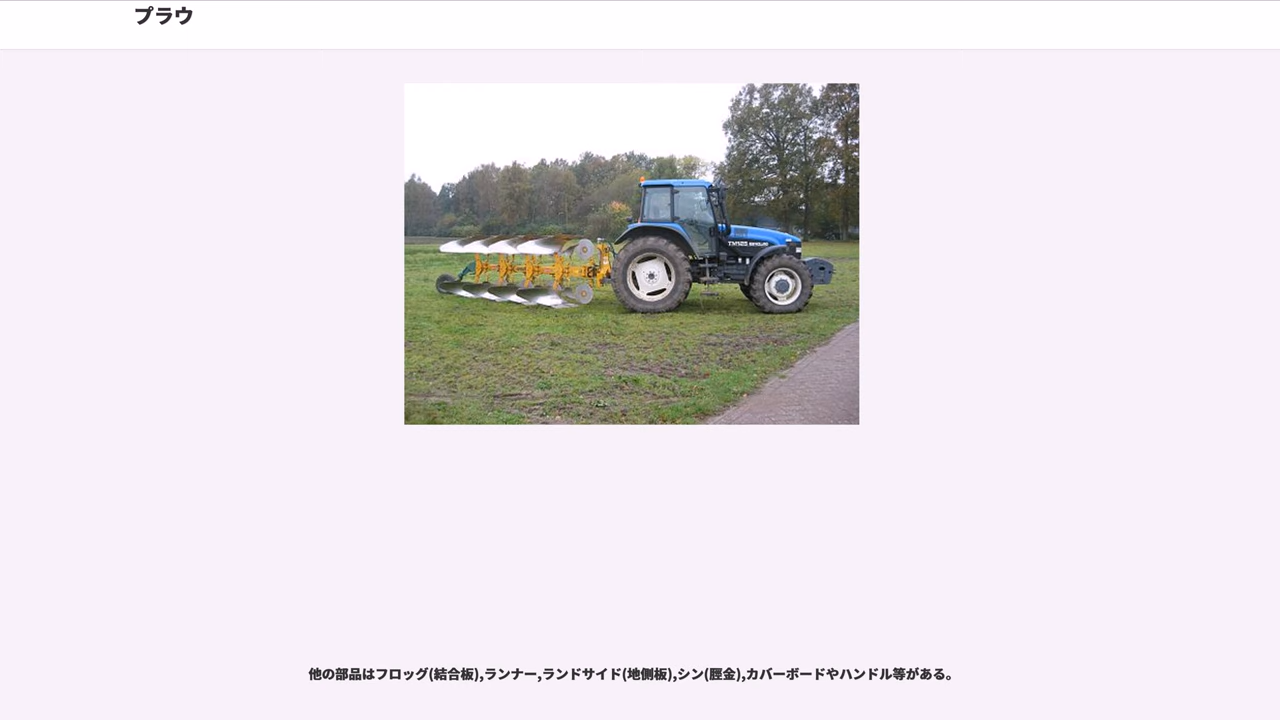 プラウ
TM125
他の部品はフロッグ(結合板),ランナー,ランドサイド(地側板),シン(脛金),カバーボードやハンドル等がある。